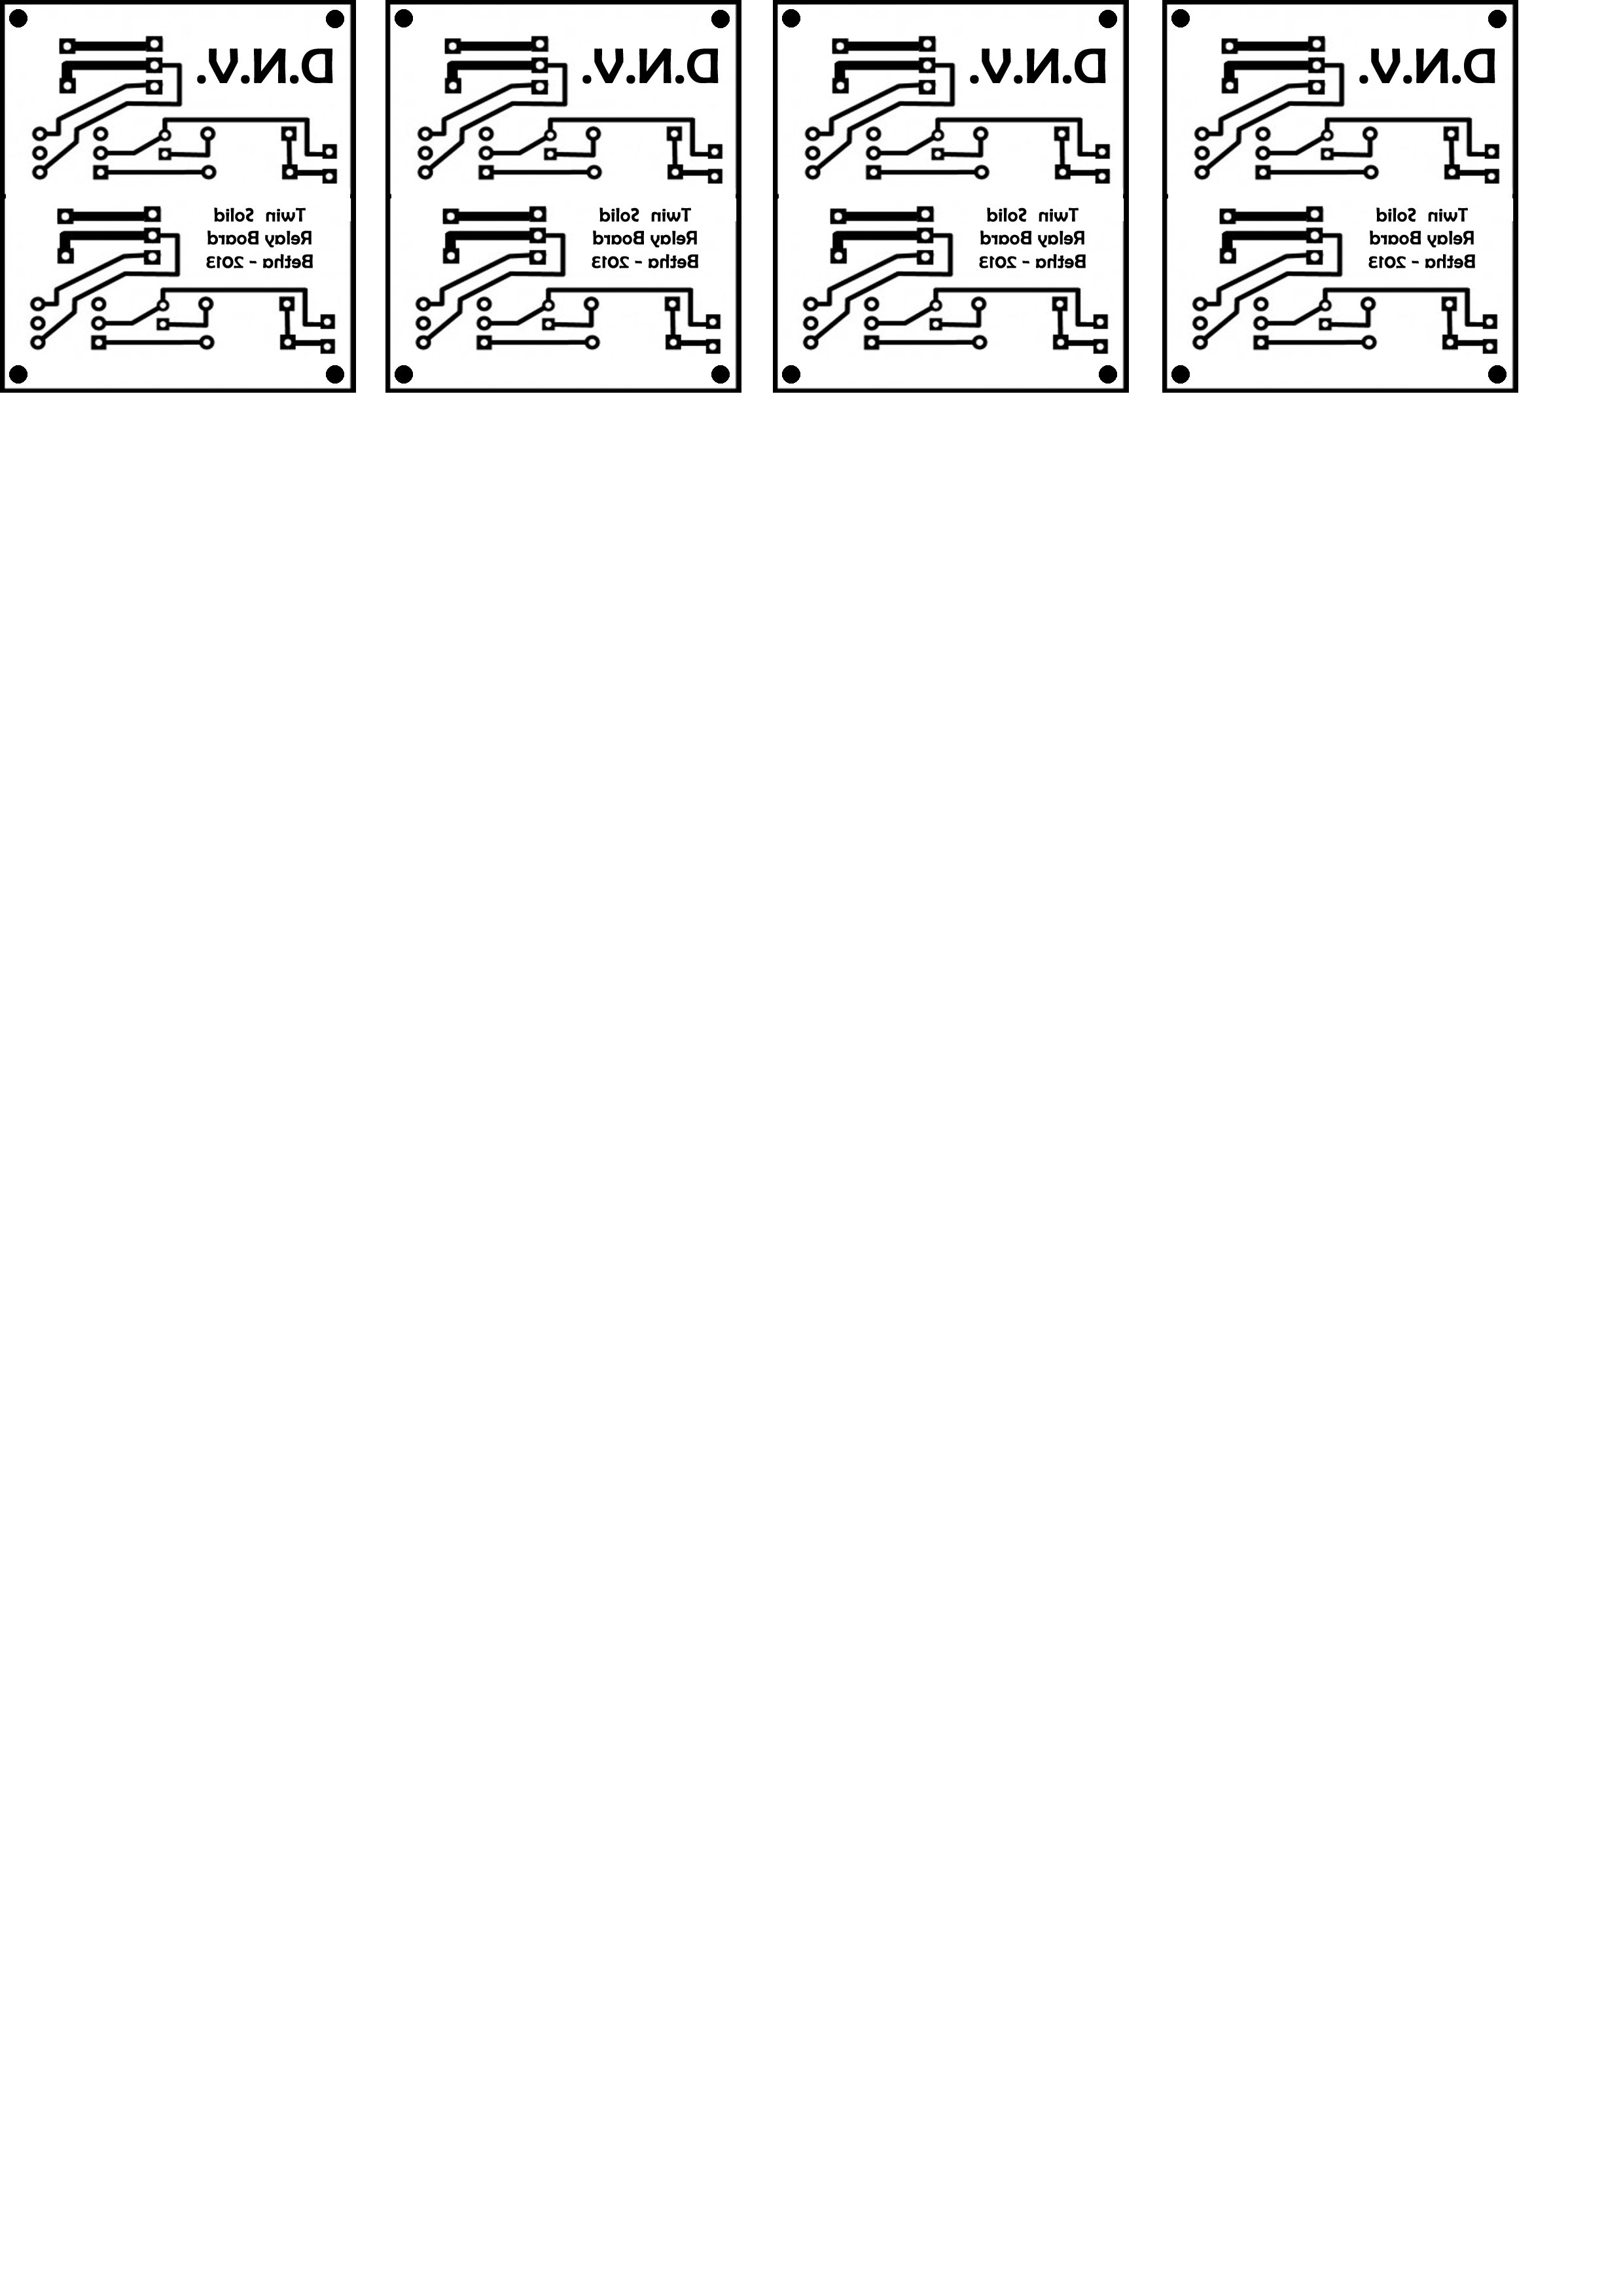 D.N.V.
Twin Solid
Relay Board
Betha - 2013
D.N.V.
Twin Solid
Relay Board
Betha - 2013
D.N.V.
Twin Solid
Relay Board
Betha - 2013
D.N.V.
Twin Solid
Relay Board
Betha - 2013